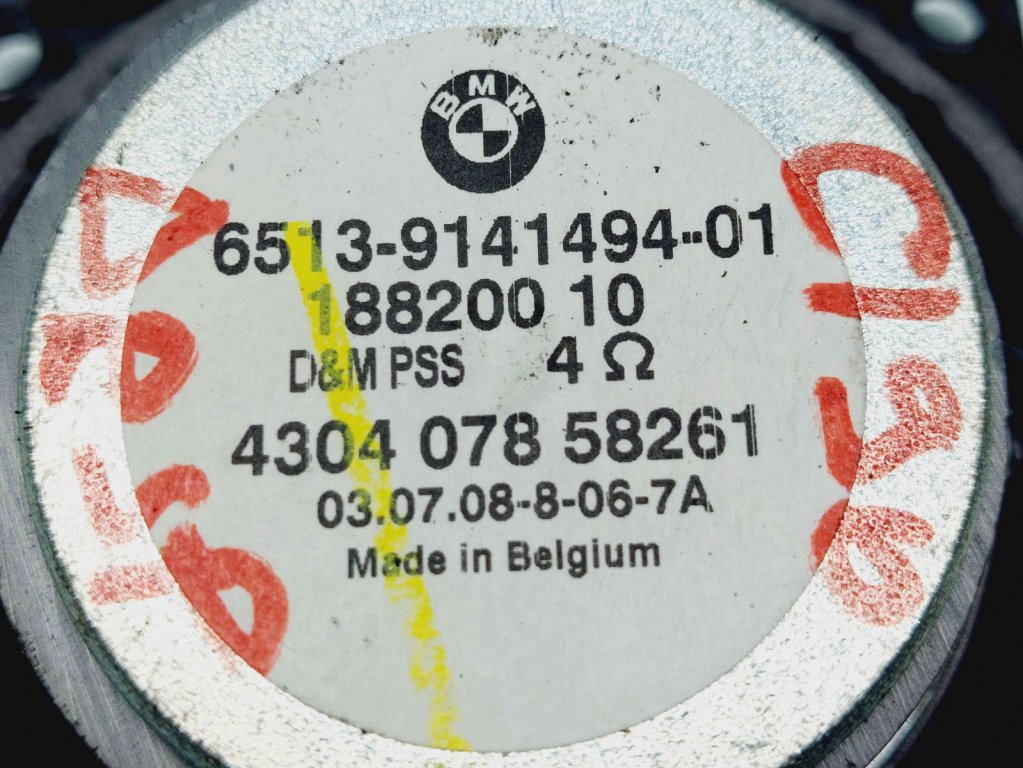 BMW
6513-9141494-01
188200 10
D&M PSS 4 Ω
4304 078 58261
03.07.08-8-06-7A
Made in Belgium